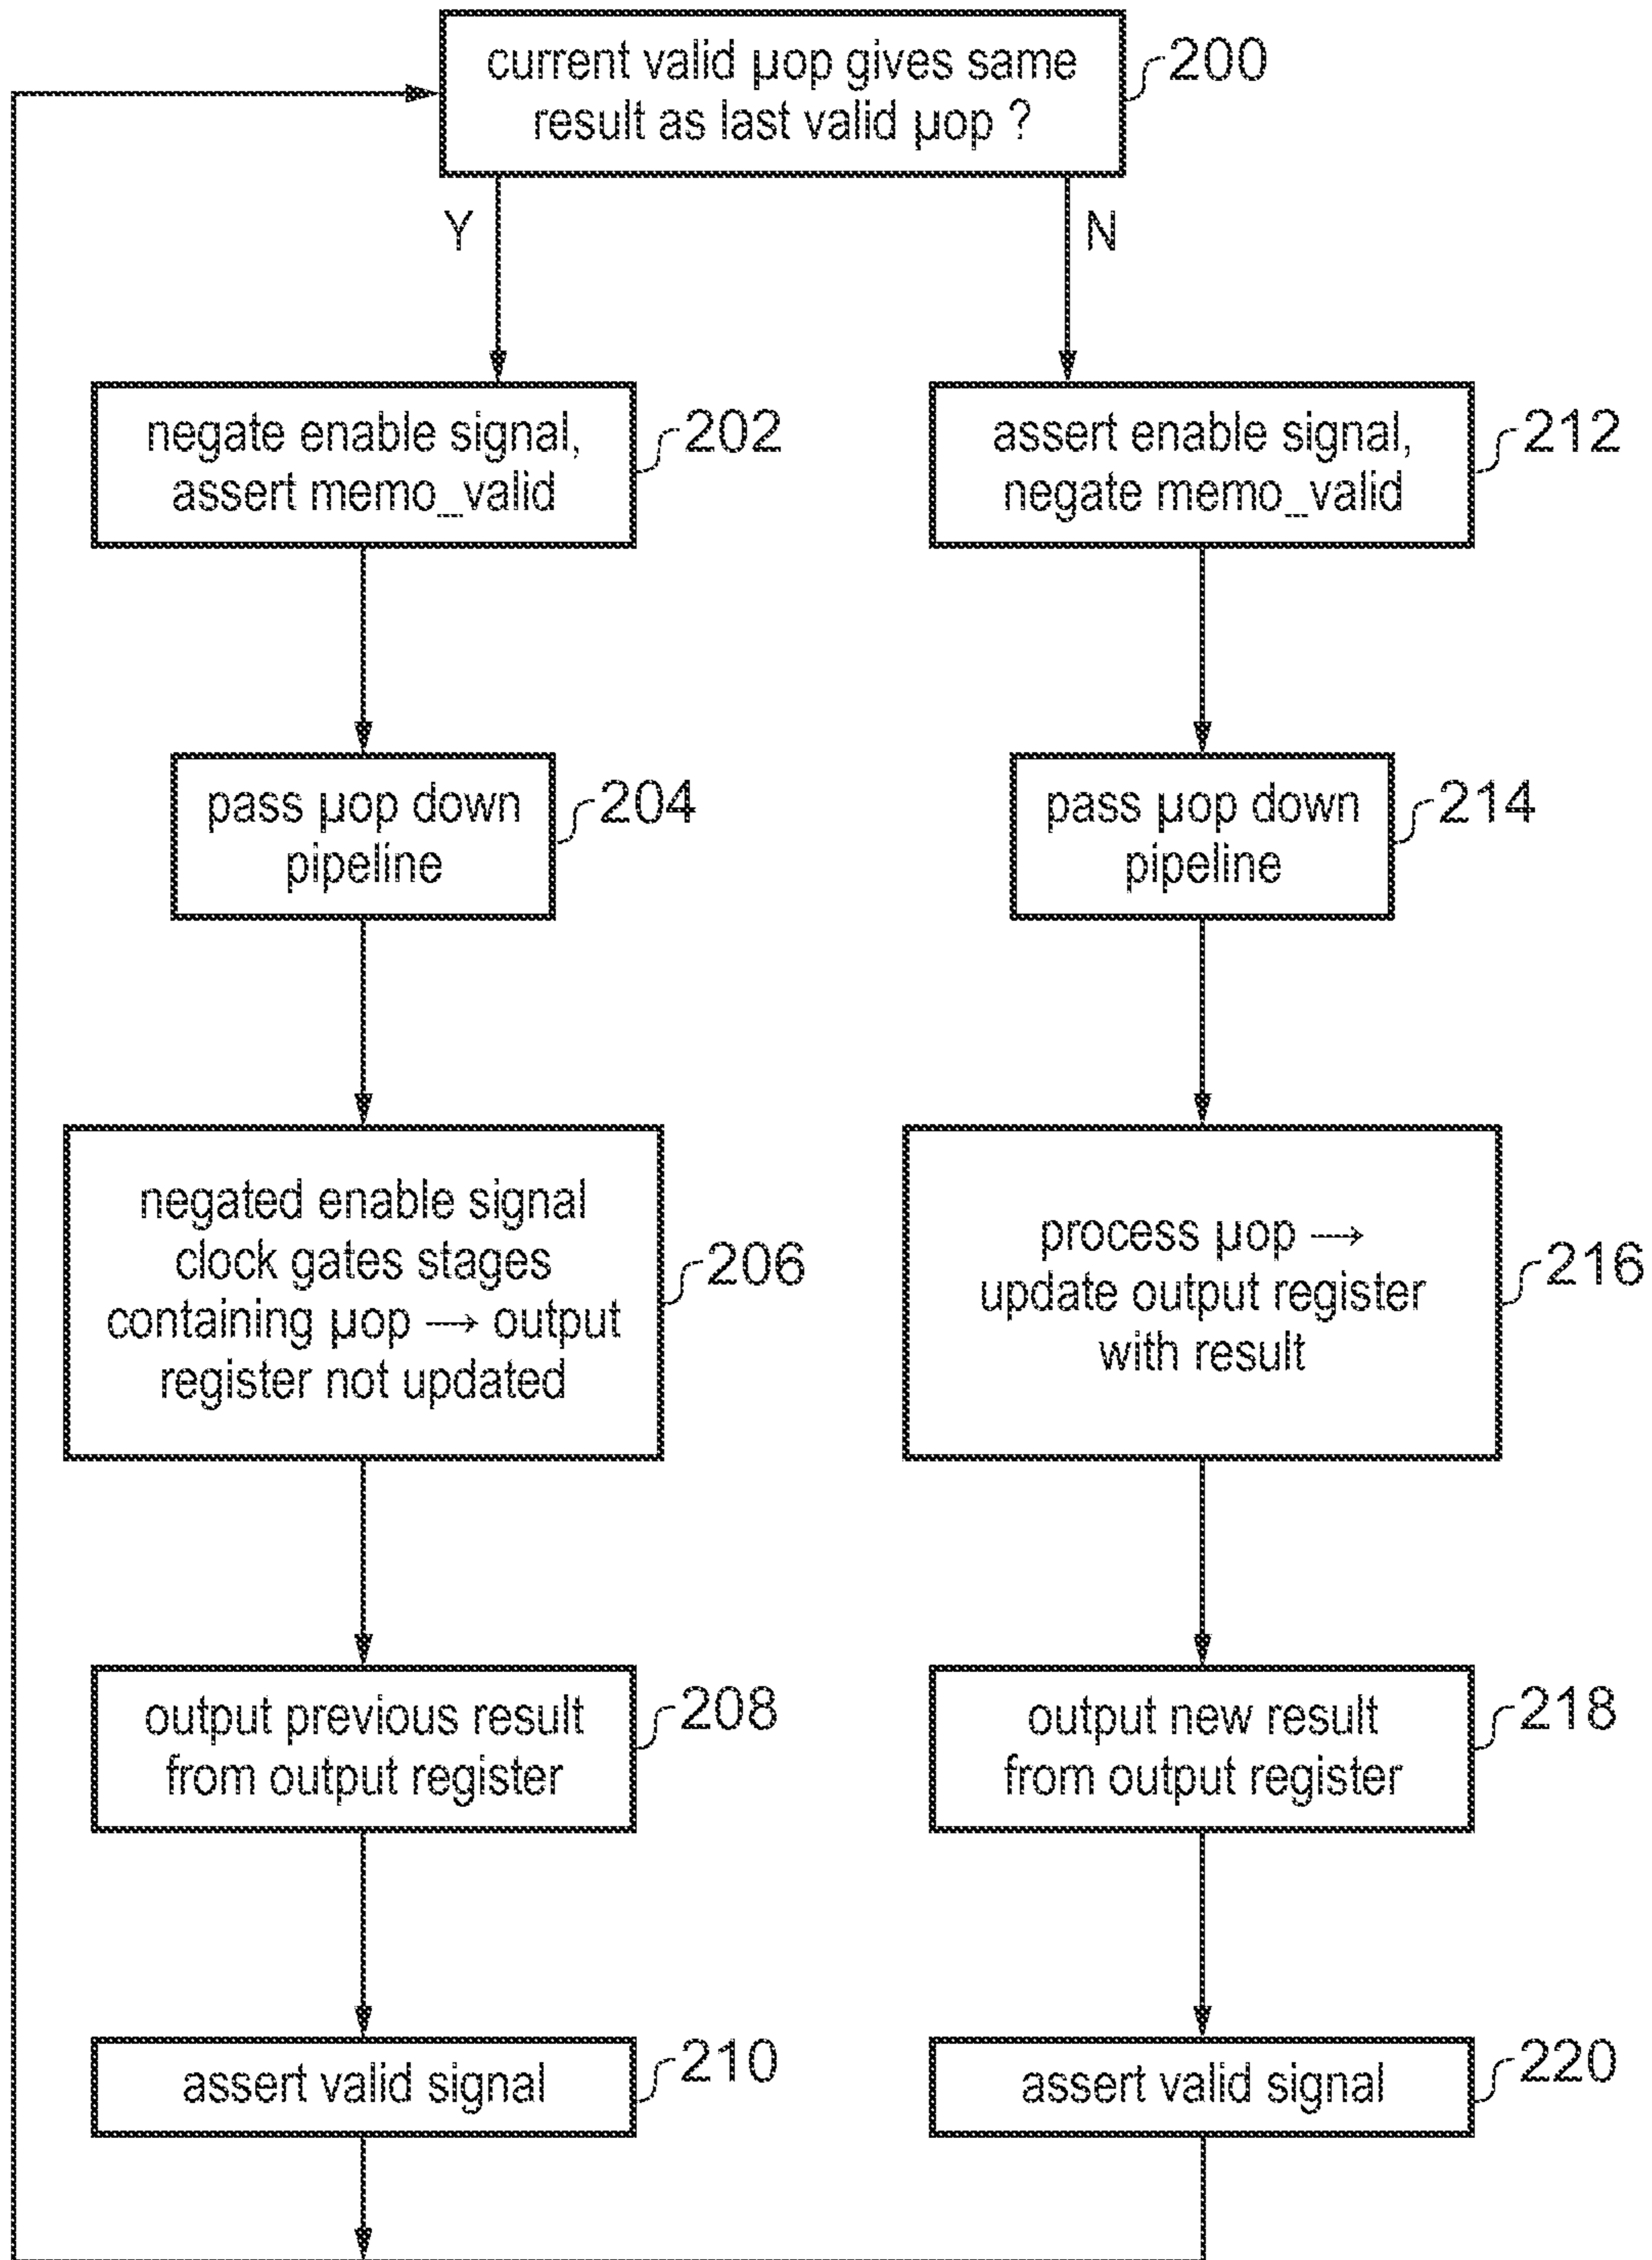 current valid µop gives same
result as last valid µop ?
200
Y
N
negate enable signal,
assert memo_valid
202
assert enable signal,
negate memo_valid
212
pass µop down
pipeline
204
pass µop down
pipeline
214
negated enable signal
clock gates stages
containing µop → output
register not updated
206
process µop →
update output register
with result
216
output previous result
from output register
208
output new result
from output register
218
assert valid signal
210
assert valid signal
220